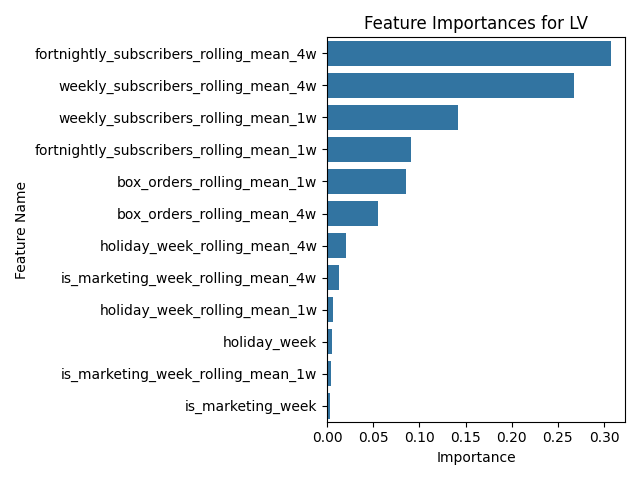 Feature Importances for LV
Feature Name
fortnightly_subscribers_rolling_mean_4w
weekly_subscribers_rolling_mean_4w
weekly_subscribers_rolling_mean_1w
fortnightly_subscribers_rolling_mean_1w
box_orders_rolling_mean_1w
box_orders_rolling_mean_4w
holiday_week_rolling_mean_4w
is_marketing_week_rolling_mean_4w
holiday_week_rolling_mean_1w
holiday_week
is_marketing_week_rolling_mean_1w
is_marketing_week
0.00 0.05 0.10 0.15 0.20 0.25 0.30
Importance